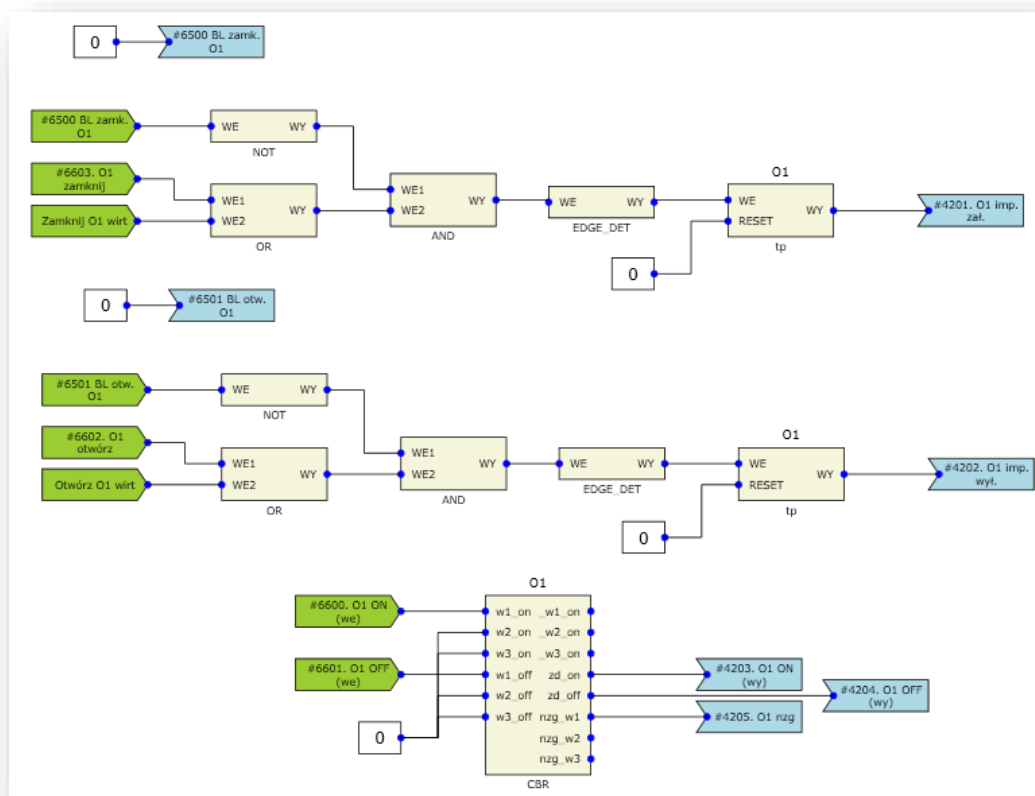 0
#6500 BL zamk.
O1
#6500 BL zamk.
O1
WE WY
NOT
#6603. O1
zamknij
Zamknij O1 wirt
WE1
WE2
WY
OR
WE1
WE2
WY
AND
WE WY
EDGE_DET
O1
WE
RESET
WY
tp
0
#4201. O1 imp.
zał.
0
#6501 BL otw.
O1
#6501 BL otw.
O1
WE WY
NOT
#6602. O1
otwórz
Otwórz O1 wirt
WE1
WE2
WY
OR
WE1
WE2
WY
AND
WE WY
EDGE_DET
O1
WE
RESET
WY
tp
0
#4202. O1 imp.
wył.
O1
#6600. O1 ON
(we)
#6601. O1 OFF
(we)
0
w1_on _w1_on
w2_on _w2_on
w3_on _w3_on
w1_off zd_on
w2_off zd_off
w3_off nzg_w1
nzg_w2
nzg_w3
CBR
#4203. O1 ON
(wy)
#4204. O1 OFF
(wy)
#4205. O1 nzg